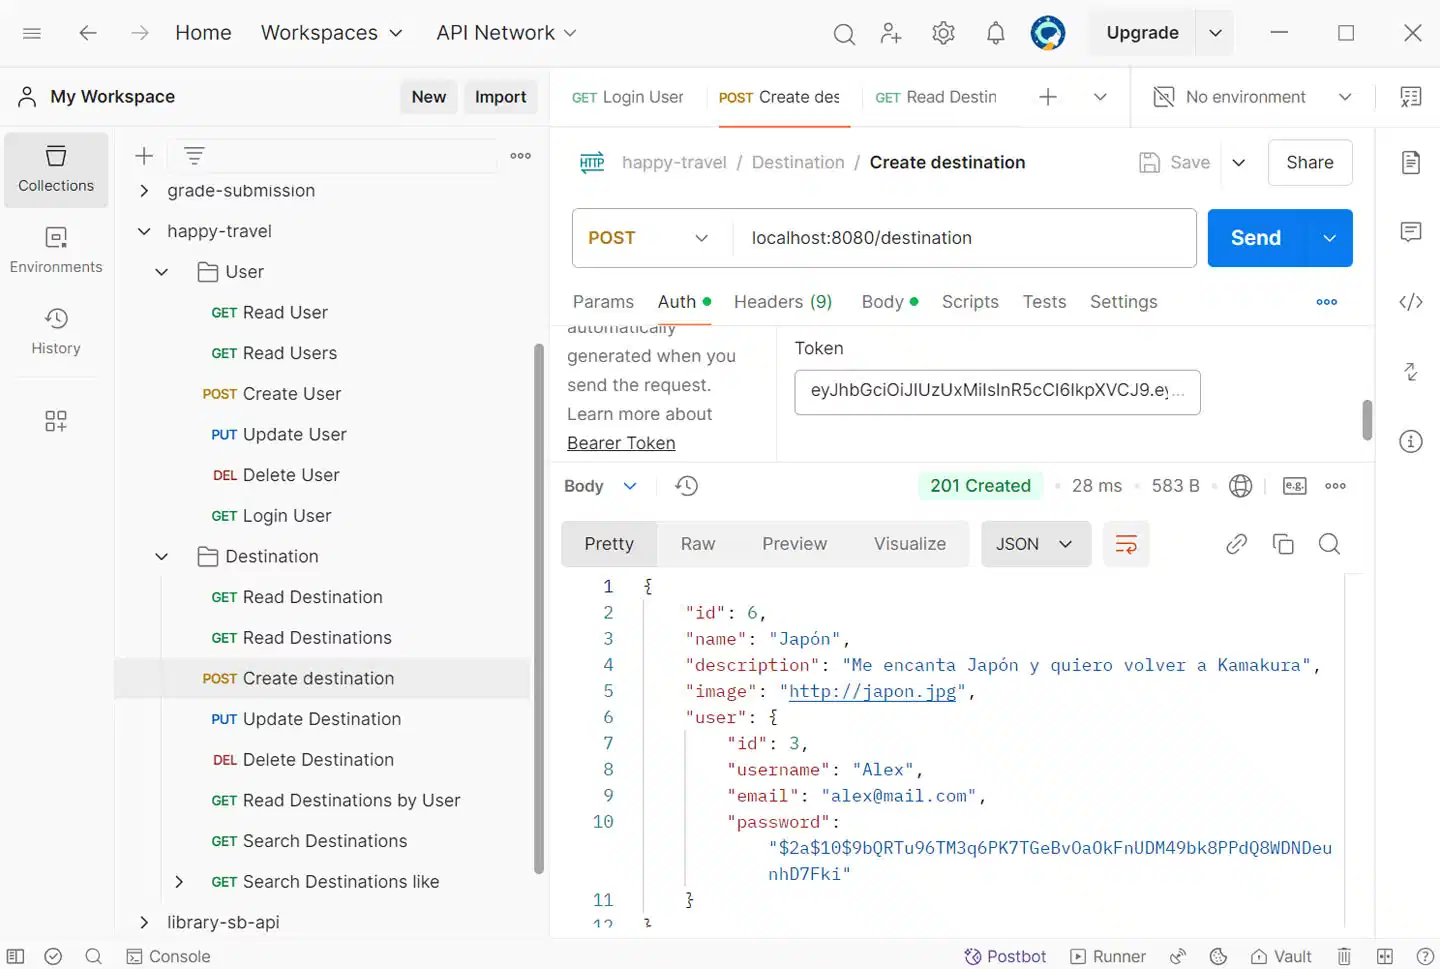 Home Workspaces API Network Upgrade
My Workspace New Import
GET Login User POST Create des GET Read Destin No environment
Collections
Environments
History
grade-submission
happy-travel
User
GET Read User
GET Read Users
POST Create User
PUT Update User
DEL Delete User
GET Login User
Destination
GET Read Destination
GET Read Destinations
POST Create destination
PUT Update Destination
DEL Delete Destination
GET Read Destinations by User
GET Search Destinations
GET Search Destinations like
library-sb-api
HTTP happy-travel / Destination / Create destination Save Share
POST localhost:8080/destination Send
Params Auth Headers (9) Body Scripts Tests Settings
automatically
generated when you
send the request.
Learn more about
Bearer Token
Token
eyJhbGciOiJIUzUxMiIsInR5cCI6IkpXVCJ9.ey...
Body 201 Created 28 ms 583 B e.g.
Pretty Raw Preview Visualize JSON
1 {
2 "id": 6,
3 "name": "Japón",
4 "description": "Me encanta Japón y quiero volver a Kamakura",
5 "image": "http://japon.jpg",
6 "user": {
7 "id": 3,
8 "username": "Alex",
9 "email": "alex@mail.com",
10 "password":
"$2a$10$9bQRTu96TM3q6PK7TGeBvOaOkFnUDM49bk8PPdQ8WDNDeu
nhD7Fki"
11 }
12 }
Console Postbot Runner Vault